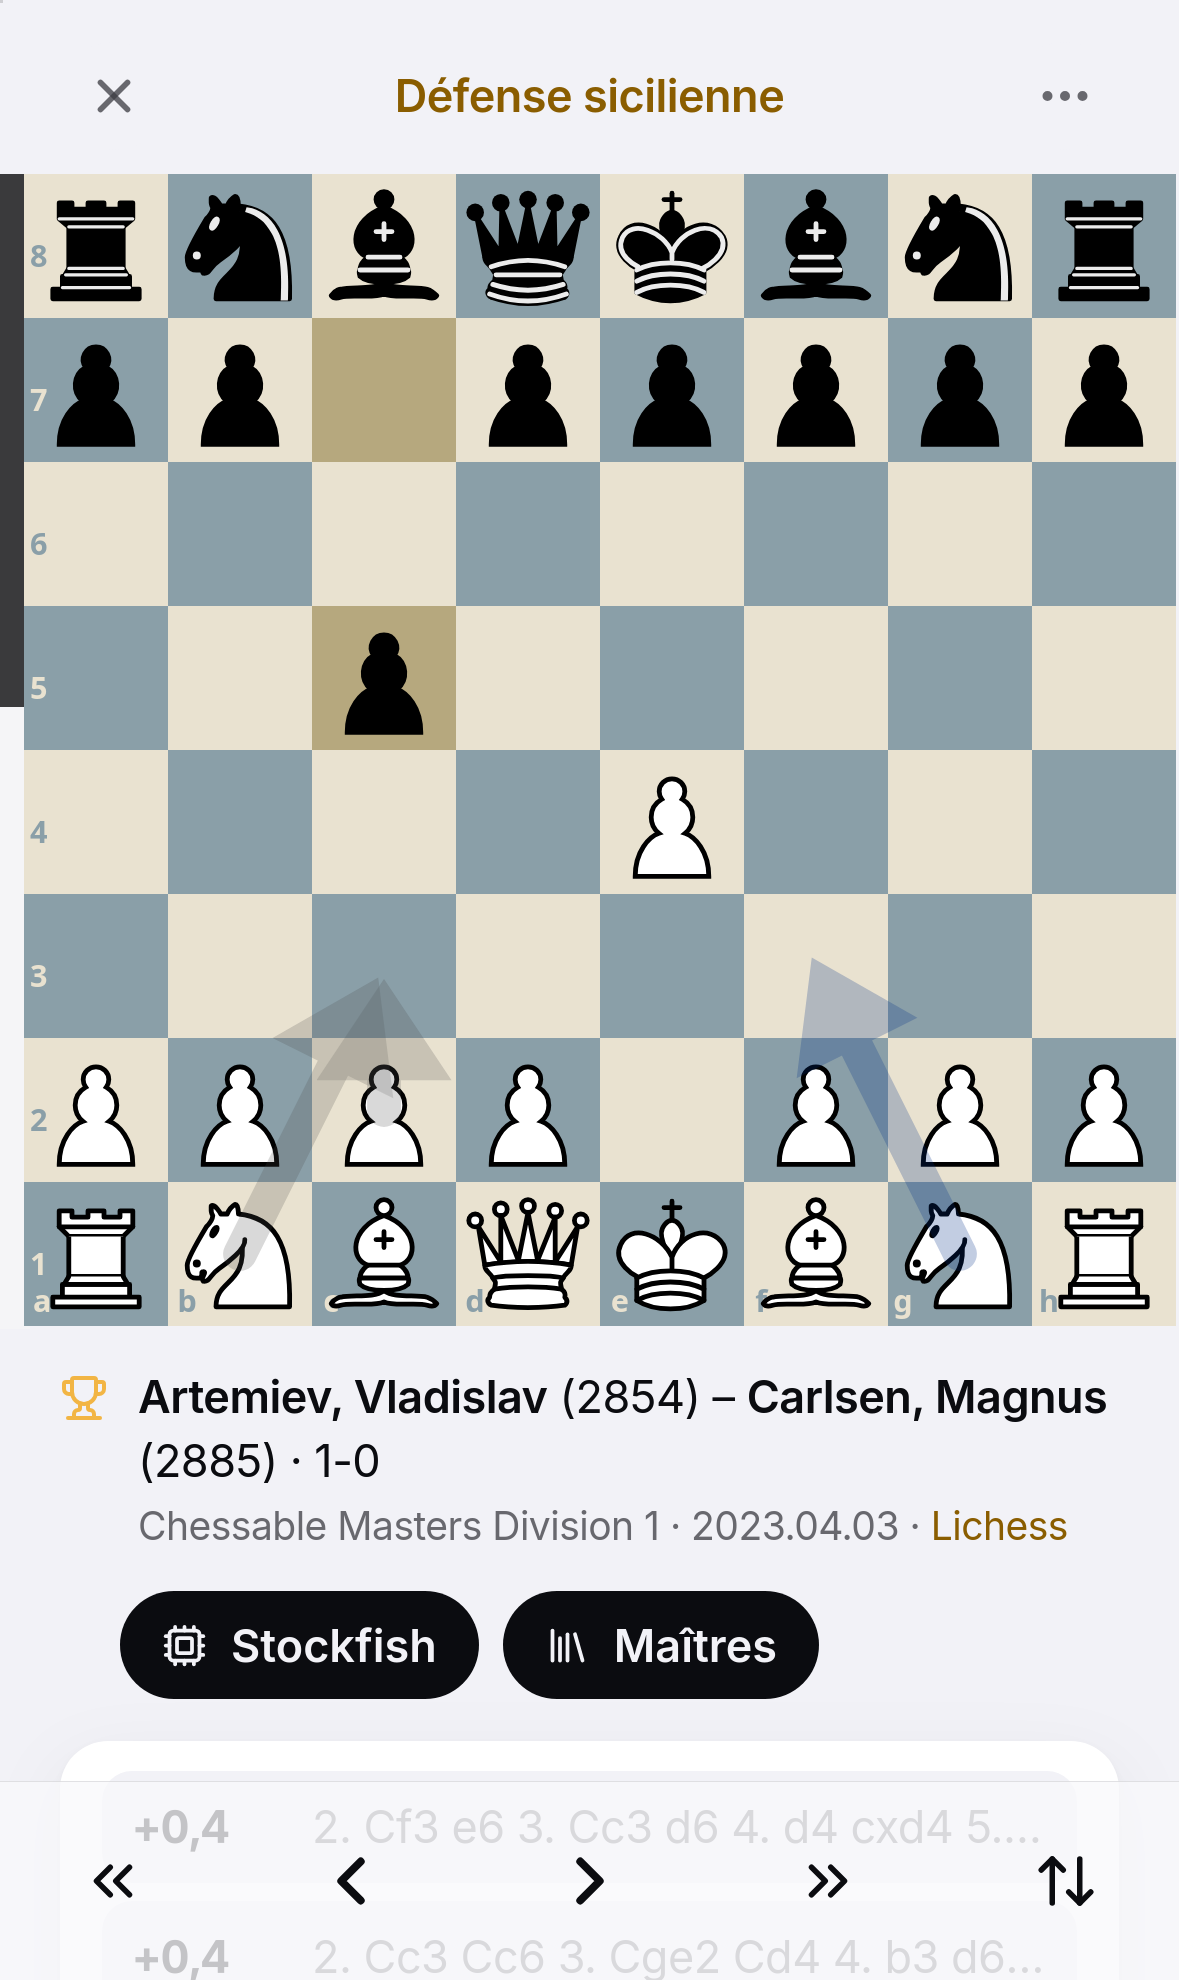 Défense sicilienne
8
7
6
5
4
3
2
1
a b c d e f g h
Artemiev, Vladislav (2854) – Carlsen, Magnus
(2885) · 1-0
Chessable Masters Division 1 · 2023.04.03 · Lichess
Stockfish Maîtres
+0,4 2. Cf3 e6 3. Cc3 d6 4. d4 cxd4 5....
+0,4 2. Cc3 Cc6 3. Cge2 Cd4 4. b3 d6...